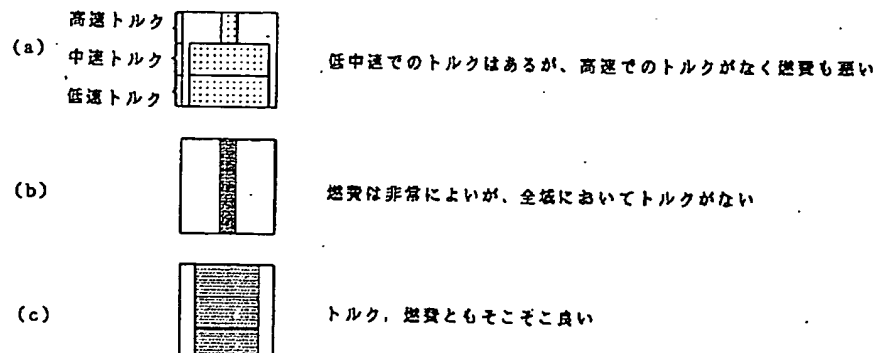 高速トルク
(a)
中速トルク
低中速でのトルクはあるが、高速でのトルクがなく燃費も悪い
低速トルク
(b)
燃費は非常によいが、全域においてトルクがない
(c)
トルク，燃費ともそこそこ良い